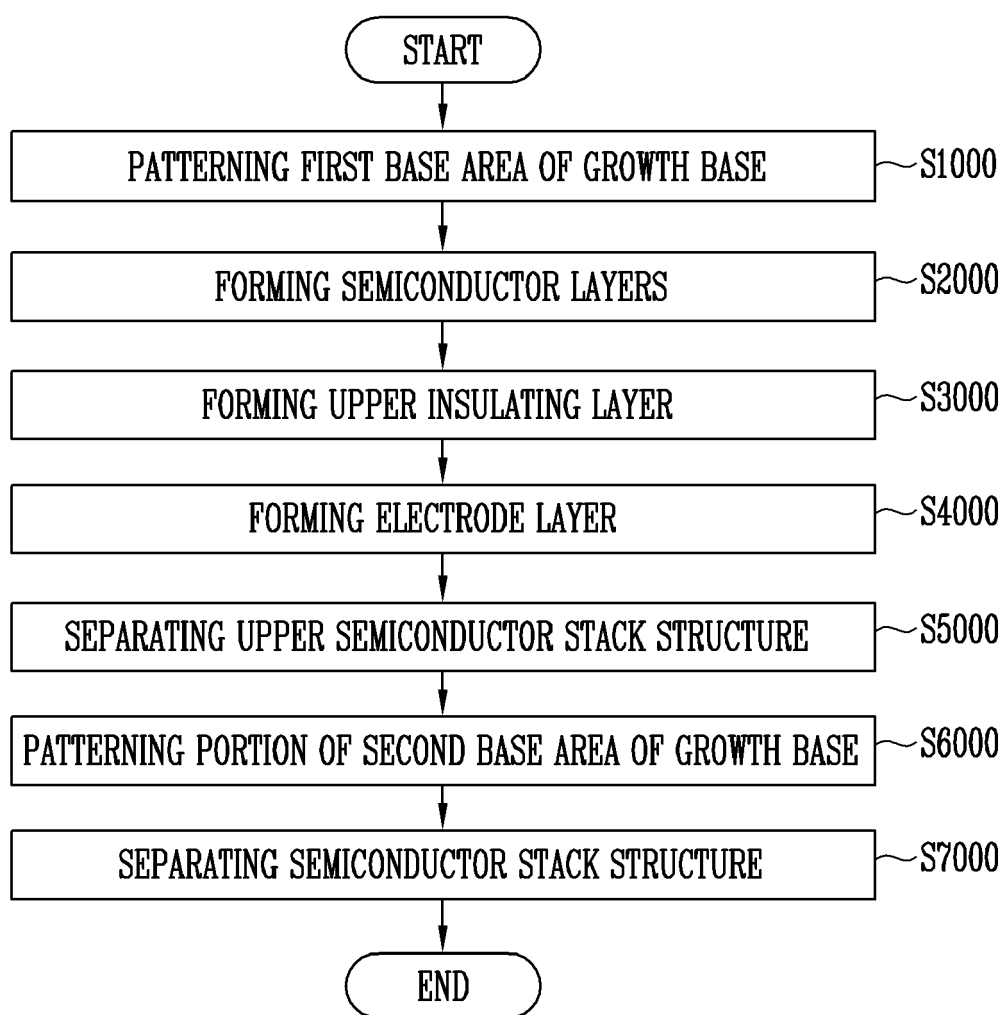 START
PATTERNING FIRST BASE AREA OF GROWTH BASE S1000
FORMING SEMICONDUCTOR LAYERS S2000
FORMING UPPER INSULATING LAYER S3000
FORMING ELECTRODE LAYER S4000
SEPARATING UPPER SEMICONDUCTOR STACK STRUCTURE S5000
PATTERNING PORTION OF SECOND BASE AREA OF GROWTH BASE S6000
SEPARATING SEMICONDUCTOR STACK STRUCTURE S7000
END